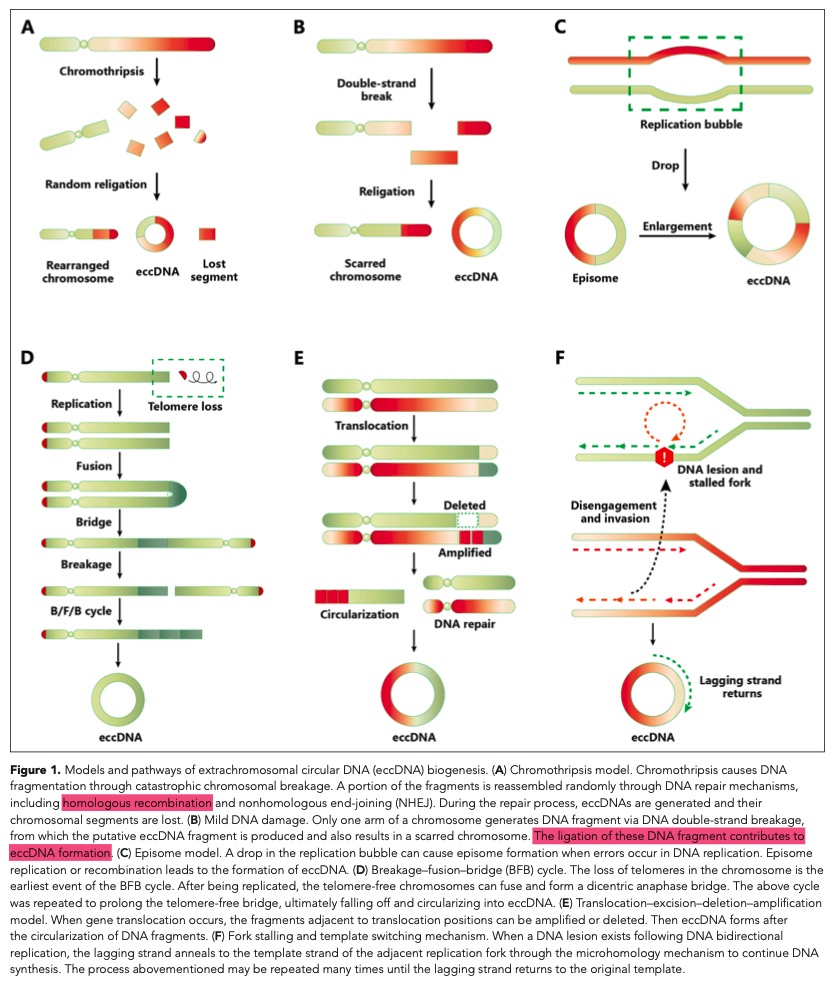 A
Chromothripsis
Random religation
Rearranged
chromosome
eccDNA
Lost
segment
B
Double-strand
break
Religation
Scarred
chromosome
eccDNA
C
Replication bubble
Drop
Enlargement
Episome
eccDNA
D
Telomere loss
Replication
Fusion
Bridge
Breakage
B/F/B cycle
eccDNA
E
Translocation
Deleted
Amplified
Circularization
DNA repair
eccDNA
F
!
DNA lesion and
stalled fork
Disengagement
and invasion
Lagging strand
returns
eccDNA
Figure 1. Models and pathways of extrachromosomal circular DNA (eccDNA) biogenesis. (A) Chromothripsis model. Chromothripsis causes DNA
fragmentation through catastrophic chromosomal breakage. A portion of the fragments is reassembled randomly through DNA repair mechanisms,
including homologous recombination and nonhomologous end-joining (NHEJ). During the repair process, eccDNAs are generated and their
chromosomal segments are lost. (B) Mild DNA damage. Only one arm of a chromosome generates DNA fragment via DNA double-strand breakage,
from which the putative eccDNA fragment is produced and also results in a scarred chromosome. The ligation of these DNA fragment contributes to
eccDNA formation. (C) Episome model. A drop in the replication bubble can cause episome formation when errors occur in DNA replication. Episome
replication or recombination leads to the formation of eccDNA. (D) Breakage–fusion–bridge (BFB) cycle. The loss of telomeres in the chromosome is the
earliest event of the BFB cycle. After being replicated, the telomere-free chromosomes can fuse and form a dicentric anaphase bridge. The above cycle
was repeated to prolong the telomere-free bridge, ultimately falling off and circularizing into eccDNA. (E) Translocation–excision–deletion–amplification
model. When gene translocation occurs, the fragments adjacent to translocation positions can be amplified or deleted. Then eccDNA forms after
the circularization of DNA fragments. (F) Fork stalling and template switching mechanism. When a DNA lesion exists following DNA bidirectional
replication, the lagging strand anneals to the template strand of the adjacent replication fork through the microhomology mechanism to continue DNA
synthesis. The process abovementioned may be repeated many times until the lagging strand returns to the original template.